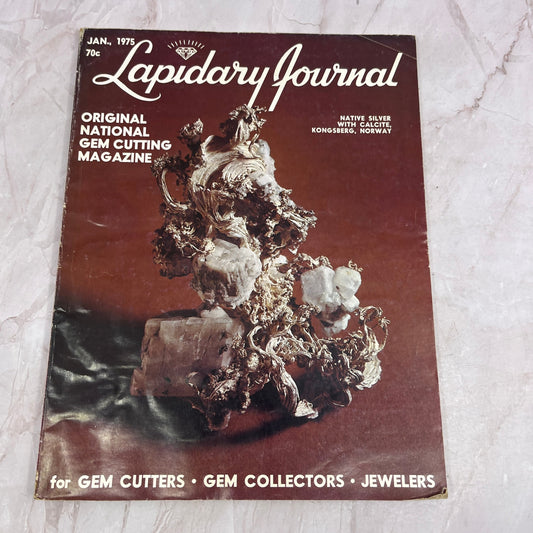 JAN., 1975
70c
Lapidary Journal
ORIGINAL
NATIONAL
GEM CUTTING
MAGAZINE
NATIVE SILVER
WITH CALCITE,
KONGSBERG, NORWAY
for GEM CUTTERS • GEM COLLECTORS • JEWELERS